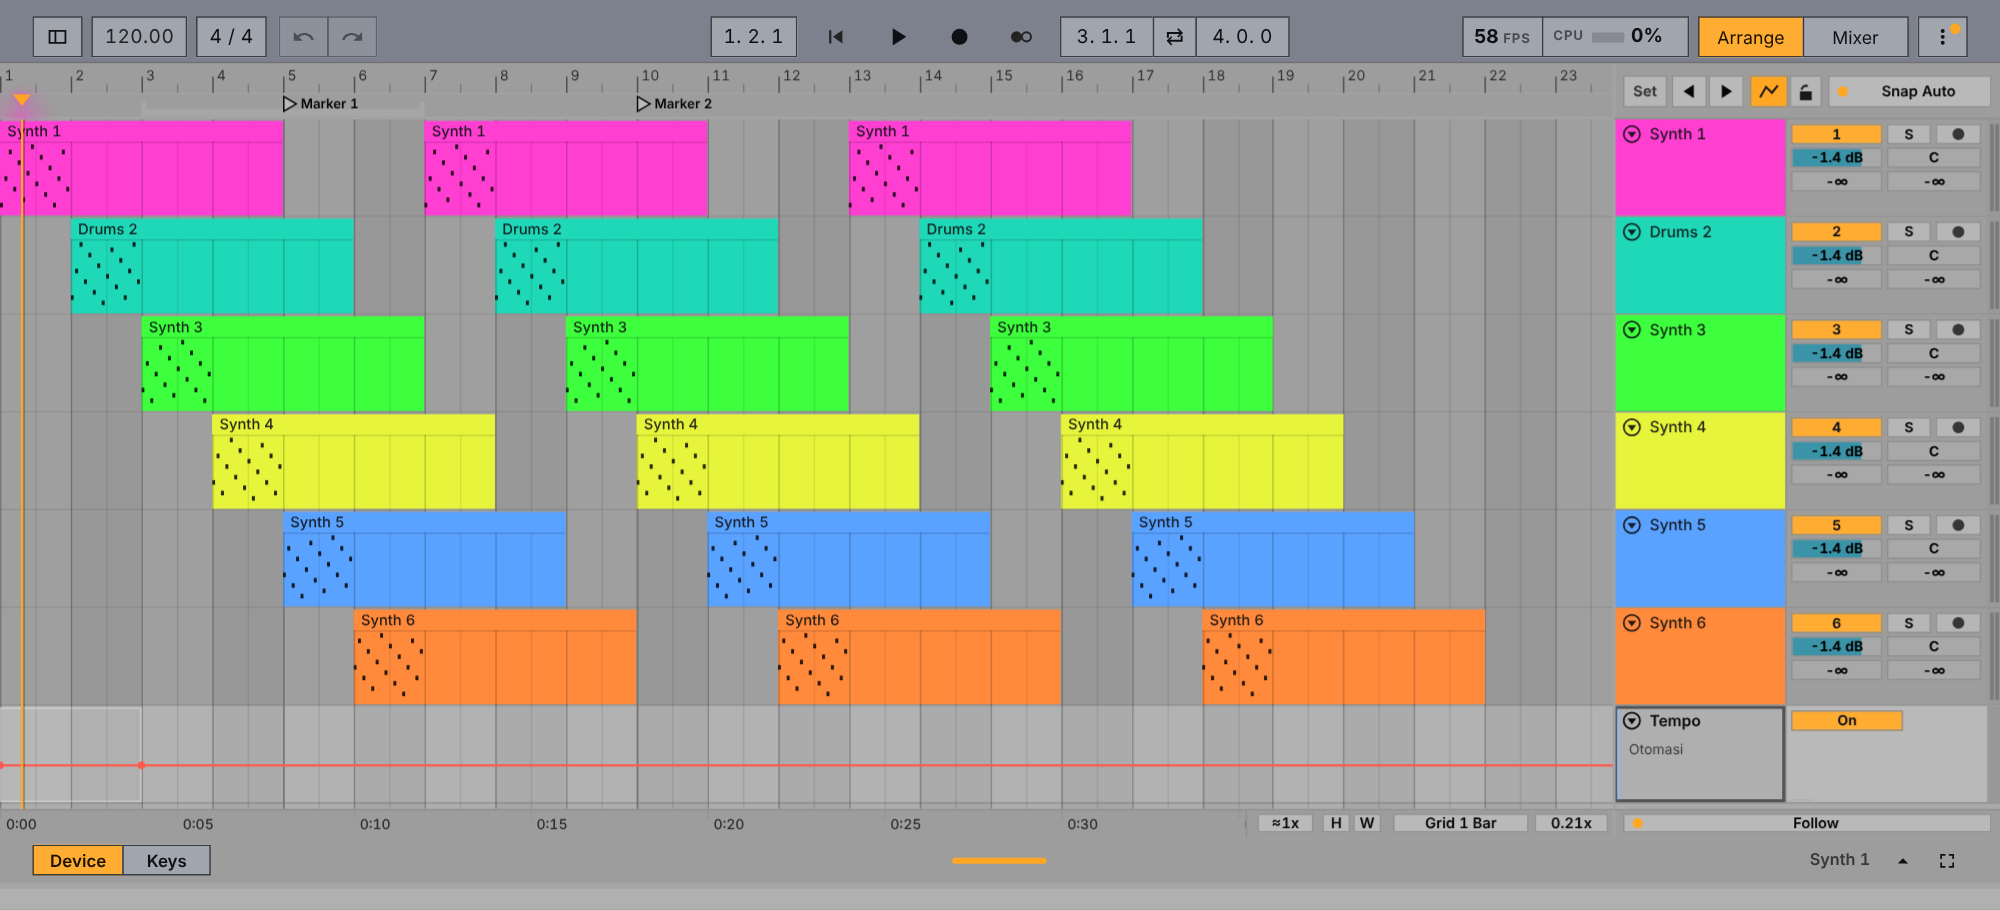 120.00 4 / 4 1. 2. 1 3. 1. 1 4. 0. 0 58 FPS CPU 0% Arrange Mixer
1 2 3 4 5 6 7 8 9 10 11 12 13 14 15 16 17 18 19 20 21 22 23
Set Snap Auto
Marker 1 Marker 2
Synth 1 Synth 1 Synth 1 Synth 1 1 S
-1.4 dB C
-∞ -∞
Drums 2 Drums 2 Drums 2 Drums 2 2 S
-1.4 dB C
-∞ -∞
Synth 3 Synth 3 Synth 3 Synth 3 3 S
-1.4 dB C
-∞ -∞
Synth 4 Synth 4 Synth 4 Synth 4 4 S
-1.4 dB C
-∞ -∞
Synth 5 Synth 5 Synth 5 Synth 5 5 S
-1.4 dB C
-∞ -∞
Synth 6 Synth 6 Synth 6 Synth 6 6 S
-1.4 dB C
-∞ -∞
Tempo On
Otomasi
0:00 0:05 0:10 0:15 0:20 0:25 0:30 ≈1x H W Grid 1 Bar 0.21x Follow
Device Keys Synth 1